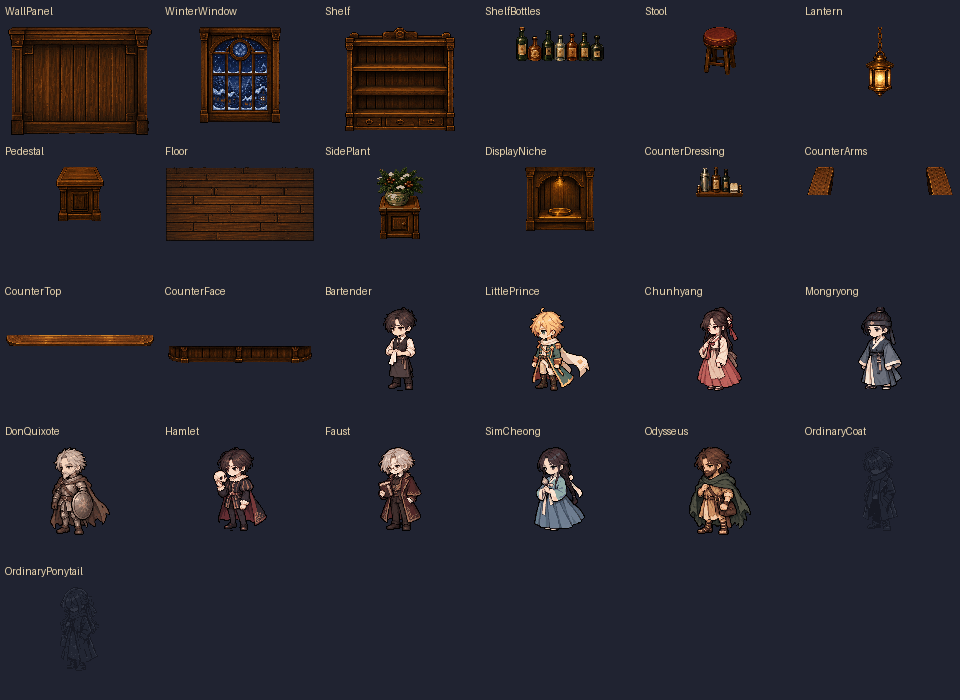 WallPanel
WinterWindow
Shelf
ShelfBottles
Stool
Lantern
Pedestal
Floor
SidePlant
DisplayNiche
CounterDressing
CounterArms
CounterTop
CounterFace
Bartender
LittlePrince
Chunhyang
Mongryong
DonQuixote
Hamlet
Faust
SimCheong
Odysseus
OrdinaryCoat
OrdinaryPonytail